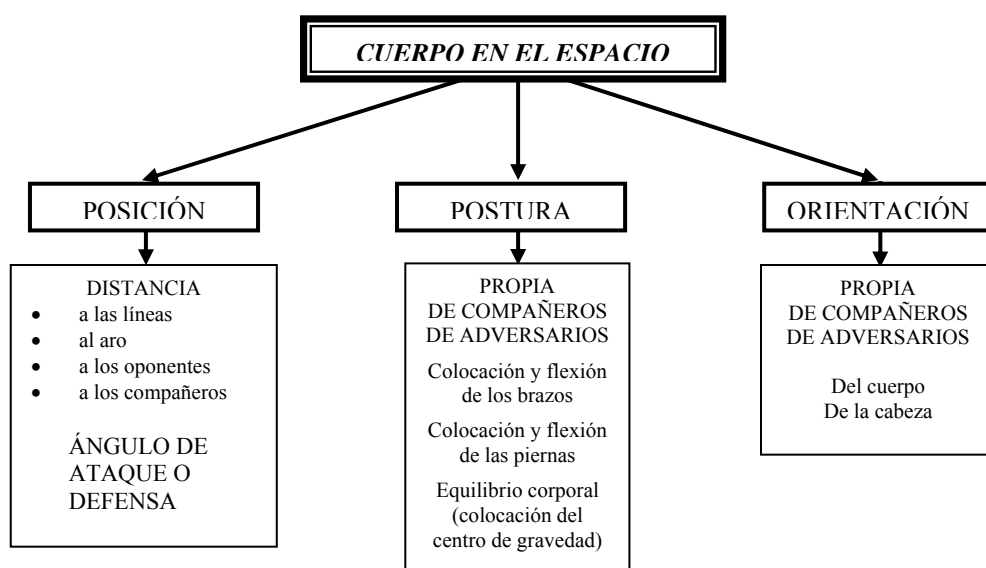 CUERPO EN EL ESPACIO
POSICIÓN
DISTANCIA
• a las líneas
• al aro
• a los oponentes
• a los compañeros
ÁNGULO DE
ATAQUE O
DEFENSA
POSTURA
PROPIA
DE COMPAÑEROS
DE ADVERSARIOS
Colocación y flexión
de los brazos
Colocación y flexión
de las piernas
Equilibrio corporal
(colocación del
centro de gravedad)
ORIENTACIÓN
PROPIA
DE COMPAÑEROS
DE ADVERSARIOS
Del cuerpo
De la cabeza